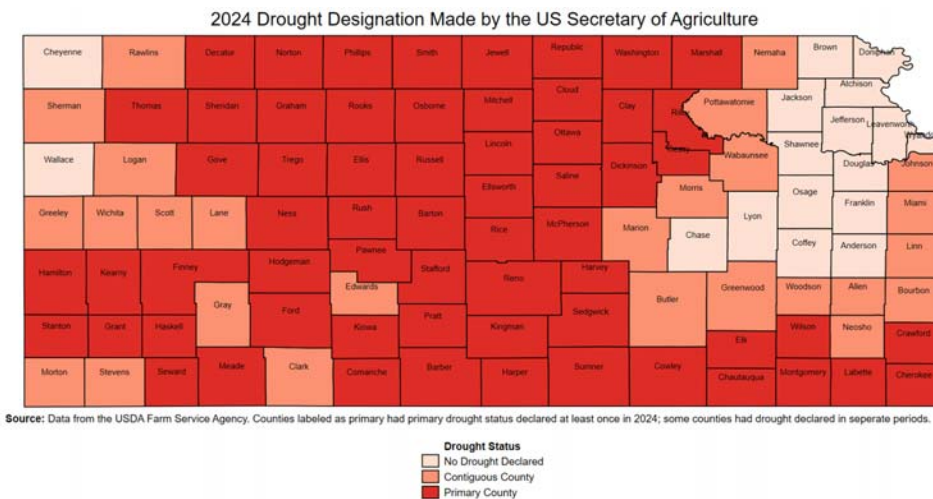 2024 Drought Designation Made by the US Secretary of Agriculture
Cheyenne Rawlins Decatur Norton Phillips Smith Jewell Republic Washington Marshall Nemaha Brown Doniphan
Sherman Thomas Sheridan Graham Rooks Osborne Mitchell Cloud Clay Riley Pottawatomie Jackson Atchison
Jefferson Leavenworth
Wallace Logan Gove Trego Ellis Russell Lincoln Ottawa Saline Dickinson Geary Wabaunsee Shawnee Douglas Johnson
Greeley Wichita Scott Lane Ness Rush Barton Ellsworth Rice McPherson Marion Morris Chase Lyon Osage Franklin Miami
Hamilton Kearny Finney Hodgeman Pawnee Stafford Coffey Anderson Linn
Gray Ford Edwards Reno Harvey Sedgwick Butler Greenwood Woodson Allen Bourbon
Stanton Grant Haskell Kiowa Pratt Kingman Elk Wilson Neosho Crawford
Morton Stevens Seward Meade Clark Comanche Barber Harper Sumner Cowley Chautauqua Montgomery Labette Cherokee
Source: Data from the USDA Farm Service Agency. Counties labeled as primary had primary drought status declared at least once in 2024; some counties had drought declared in seperate periods.
Drought Status
No Drought Declared
Contiguous County
Primary County